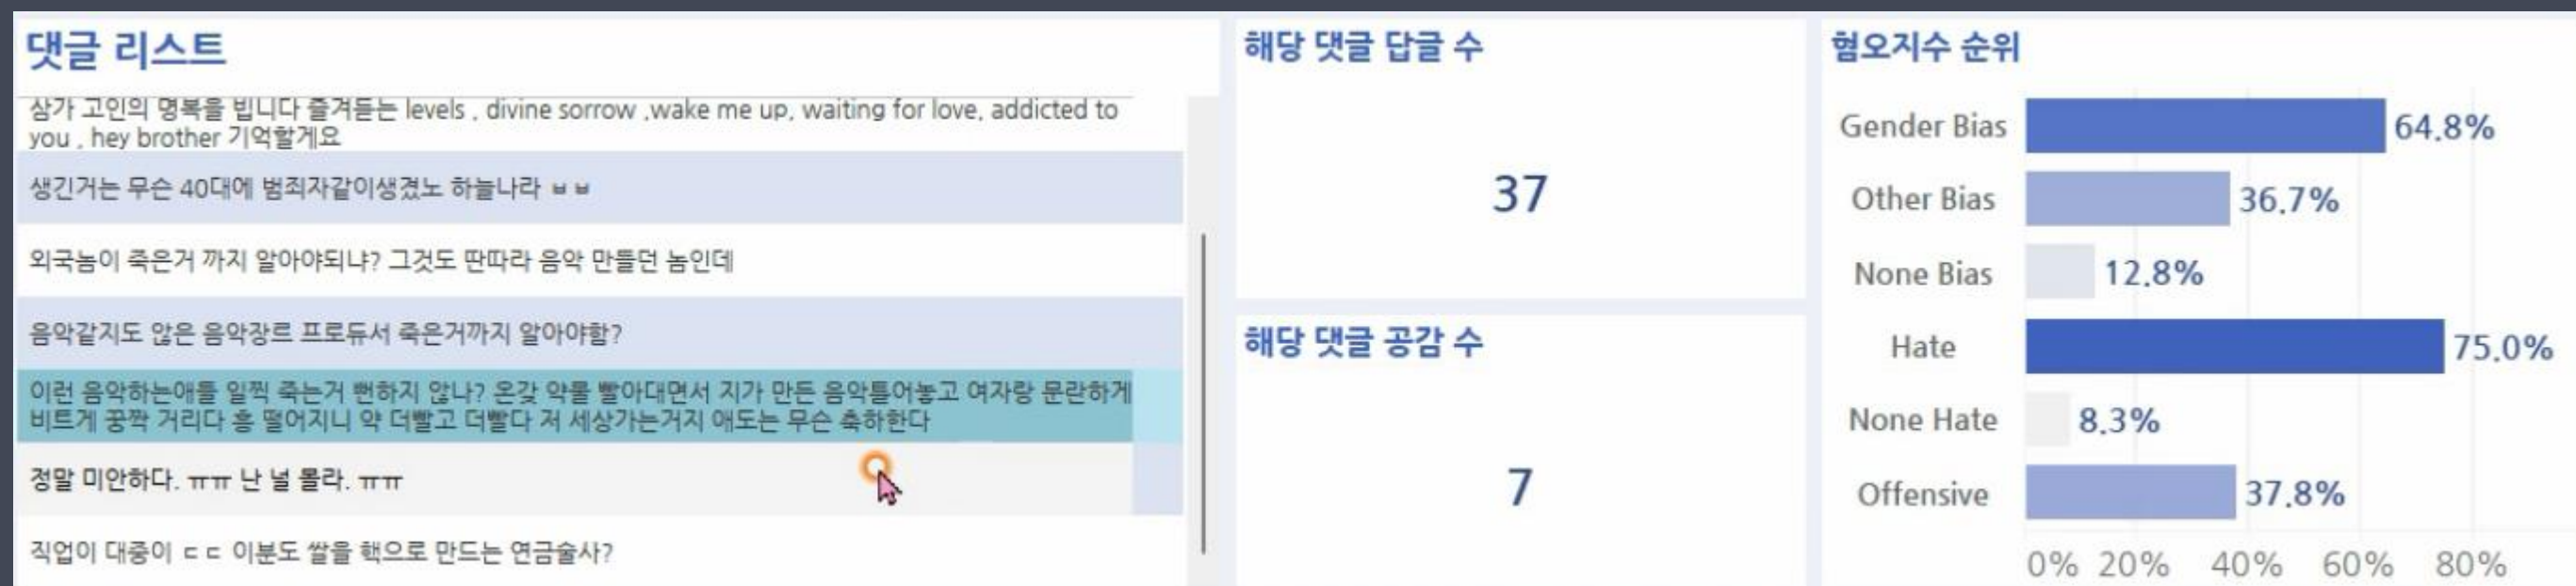 댓글 리스트
삼가 고인의 명복을 빕니다 즐겨듣는 levels , divine sorrow ,wake me up, waiting for love, addicted to
you , hey brother 기억할게요
생긴거는 무슨 40대에 범죄자같이생겼노 하늘나라 ㅂㅂ
외국놈이 죽은거 까지 알아야되냐? 그것도 딴따라 음악 만들던 놈인데
음악같지도 않은 음악장르 프로듀서 죽은거까지 알아야함?
이런 음악하는애들 일찍 죽는거 뻔하지 않나? 온갖 약물 빨아대면서 지가 만든 음악틀어놓고 여자랑 문란하게
비트게 꿍짝 거리다 흥 떨어지니 약 더빨고 더빨다 저 세상가는거지 애도는 무슨 축하한다
정말 미안하다. ㅠㅠ 난 널 몰라. ㅠㅠ
직업이 대중이 ㄷㄷ 이분도 쌀을 핵으로 만드는 연금술사?
해당 댓글 답글 수
37
해당 댓글 공감 수
7
혐오지수 순위
Gender Bias 64.8%
Other Bias 36.7%
None Bias 12.8%
Hate 75.0%
None Hate 8.3%
Offensive 37.8%
0% 20% 40% 60% 80%